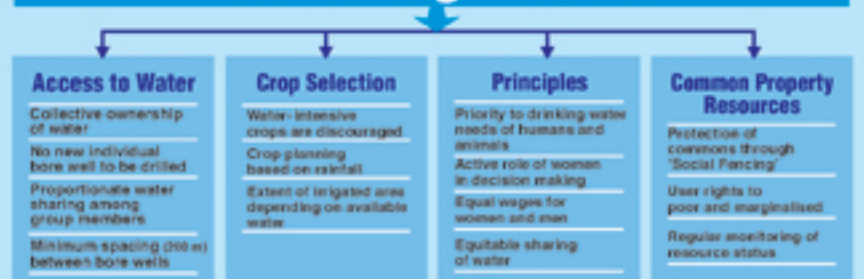 Access to Water
Collective ownership
of water
No new individual
bore well to be drilled
Proportionate water
sharing among
group members
Minimum spacing (200 m)
between bore wells
Crop Selection
Water-intensive
crops are discouraged
Crop planning
based on rainfall
Extent of irrigated area
depending on available
water
Principles
Priority to drinking water
needs of humans and
animals
Active role of women
in decision making
Equal wages for
women and men
Equitable sharing
of water
Common Property
Resources
Protection of
commons through
'Social Fencing'
User rights to
poor and marginalised
Regular monitoring of
resource status